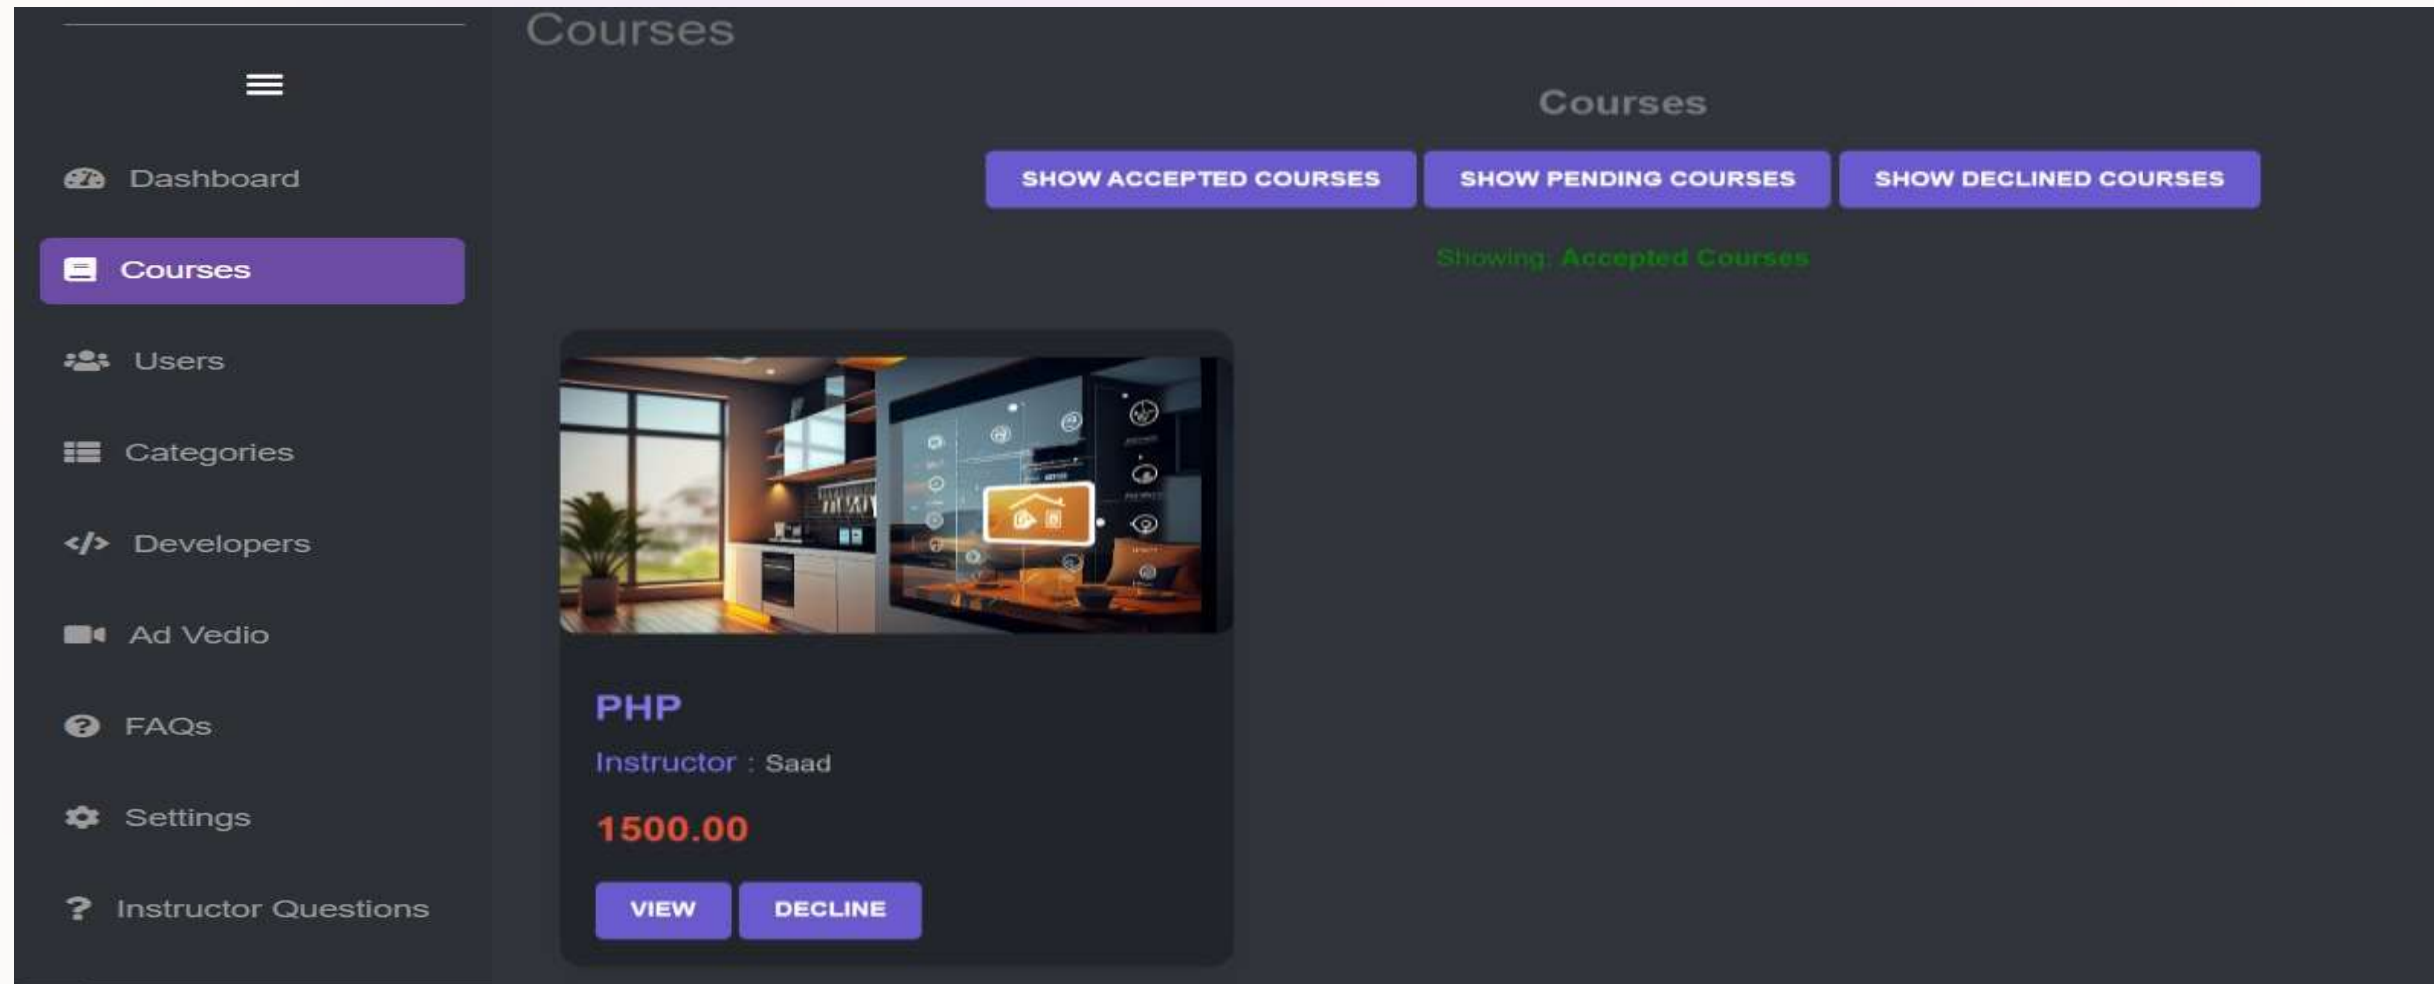 Courses
Courses
Dashboard
SHOW ACCEPTED COURSES
SHOW PENDING COURSES
SHOW DECLINED COURSES
Showing: Accepted Courses
Courses
Users
Categories
Developers
Ad Vedio
FAQs
Settings
Instructor Questions
PHP
Instructor : Saad
1500.00
VIEW
DECLINE